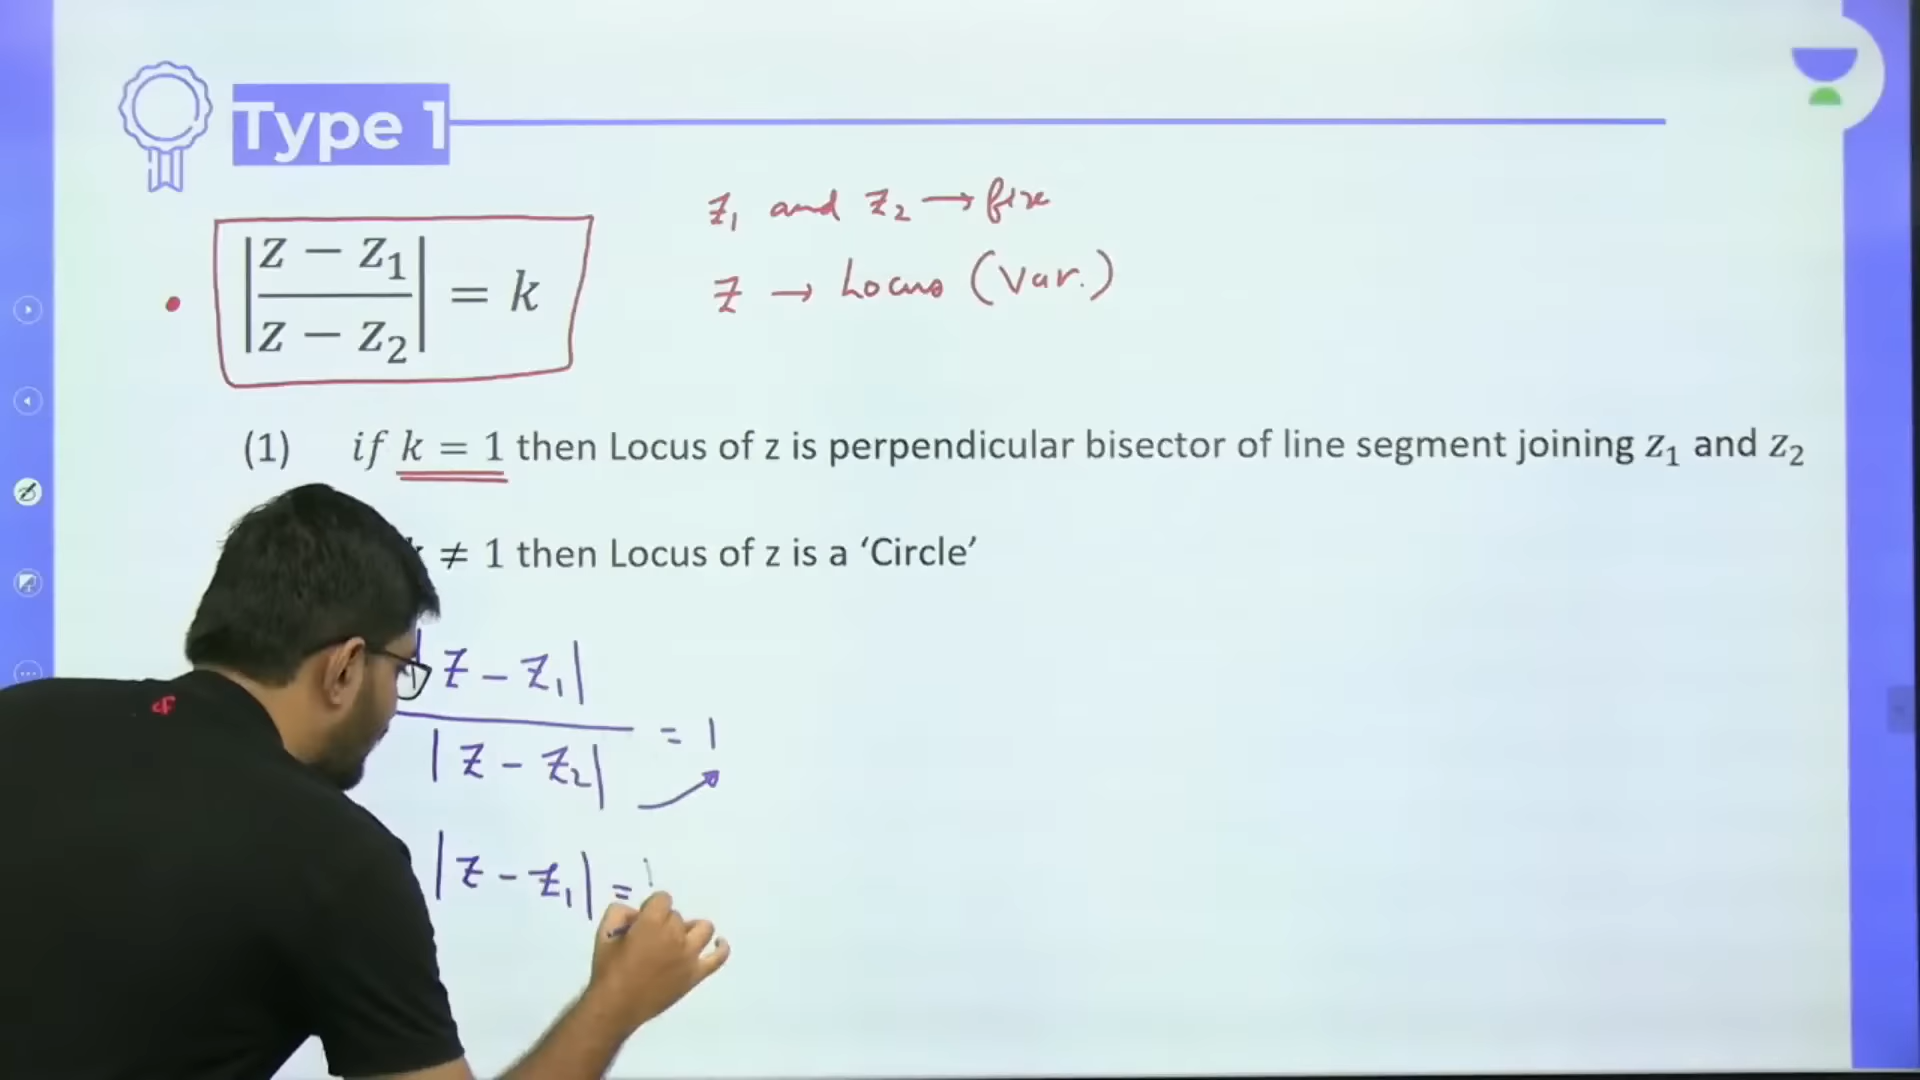 Type 1
z₁ and z₂ → fix
z → Locus (Var.)
|z − z₁ / z − z₂| = k
(1) if k = 1 then Locus of z is perpendicular bisector of line segment joining z₁ and z₂
≠ 1 then Locus of z is a ‘Circle’
|z − z₁|
= 1
|z − z₂|
|z − z₁| = |